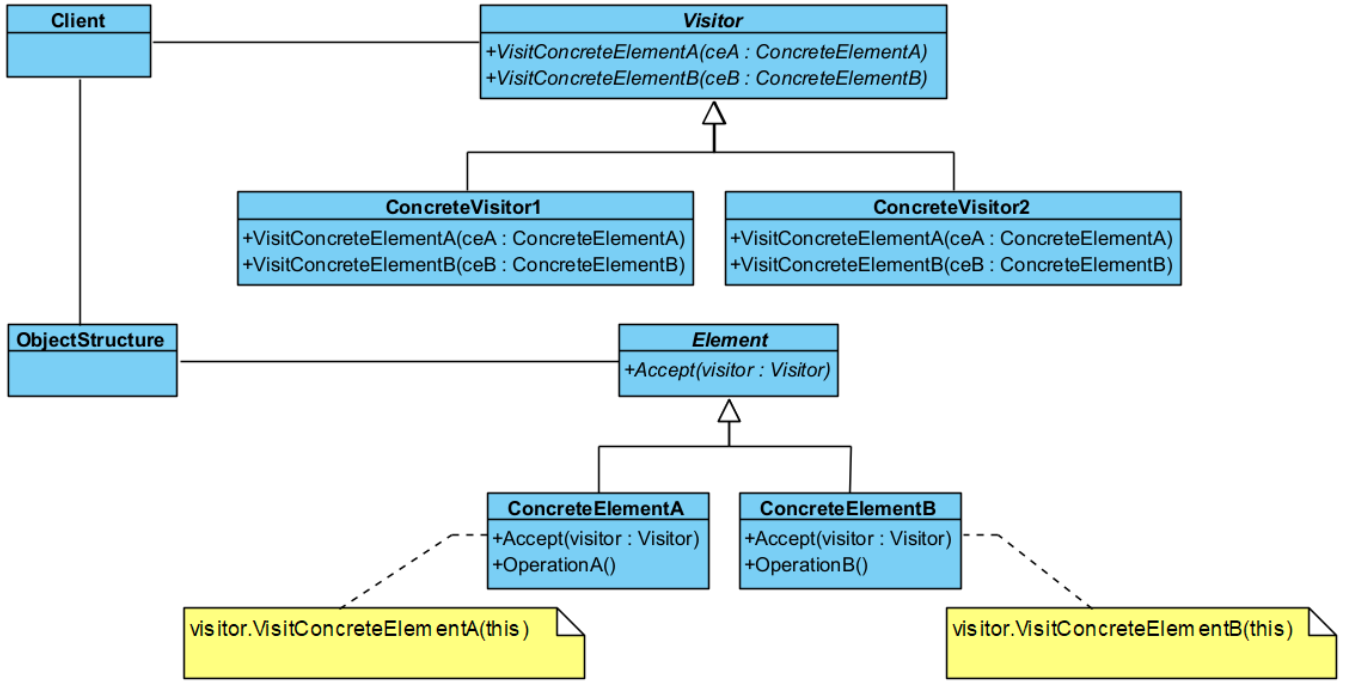 Client
Visitor
+VisitConcreteElementA(ceA : ConcreteElementA)
+VisitConcreteElementB(ceB : ConcreteElementB)
ConcreteVisitor1
+VisitConcreteElementA(ceA : ConcreteElementA)
+VisitConcreteElementB(ceB : ConcreteElementB)
ConcreteVisitor2
+VisitConcreteElementA(ceA : ConcreteElementA)
+VisitConcreteElementB(ceB : ConcreteElementB)
ObjectStructure
Element
+Accept(visitor : Visitor)
ConcreteElementA
+Accept(visitor : Visitor)
+OperationA()
ConcreteElementB
+Accept(visitor : Visitor)
+OperationB()
visitor.VisitConcreteElementA(this)
visitor.VisitConcreteElementB(this)